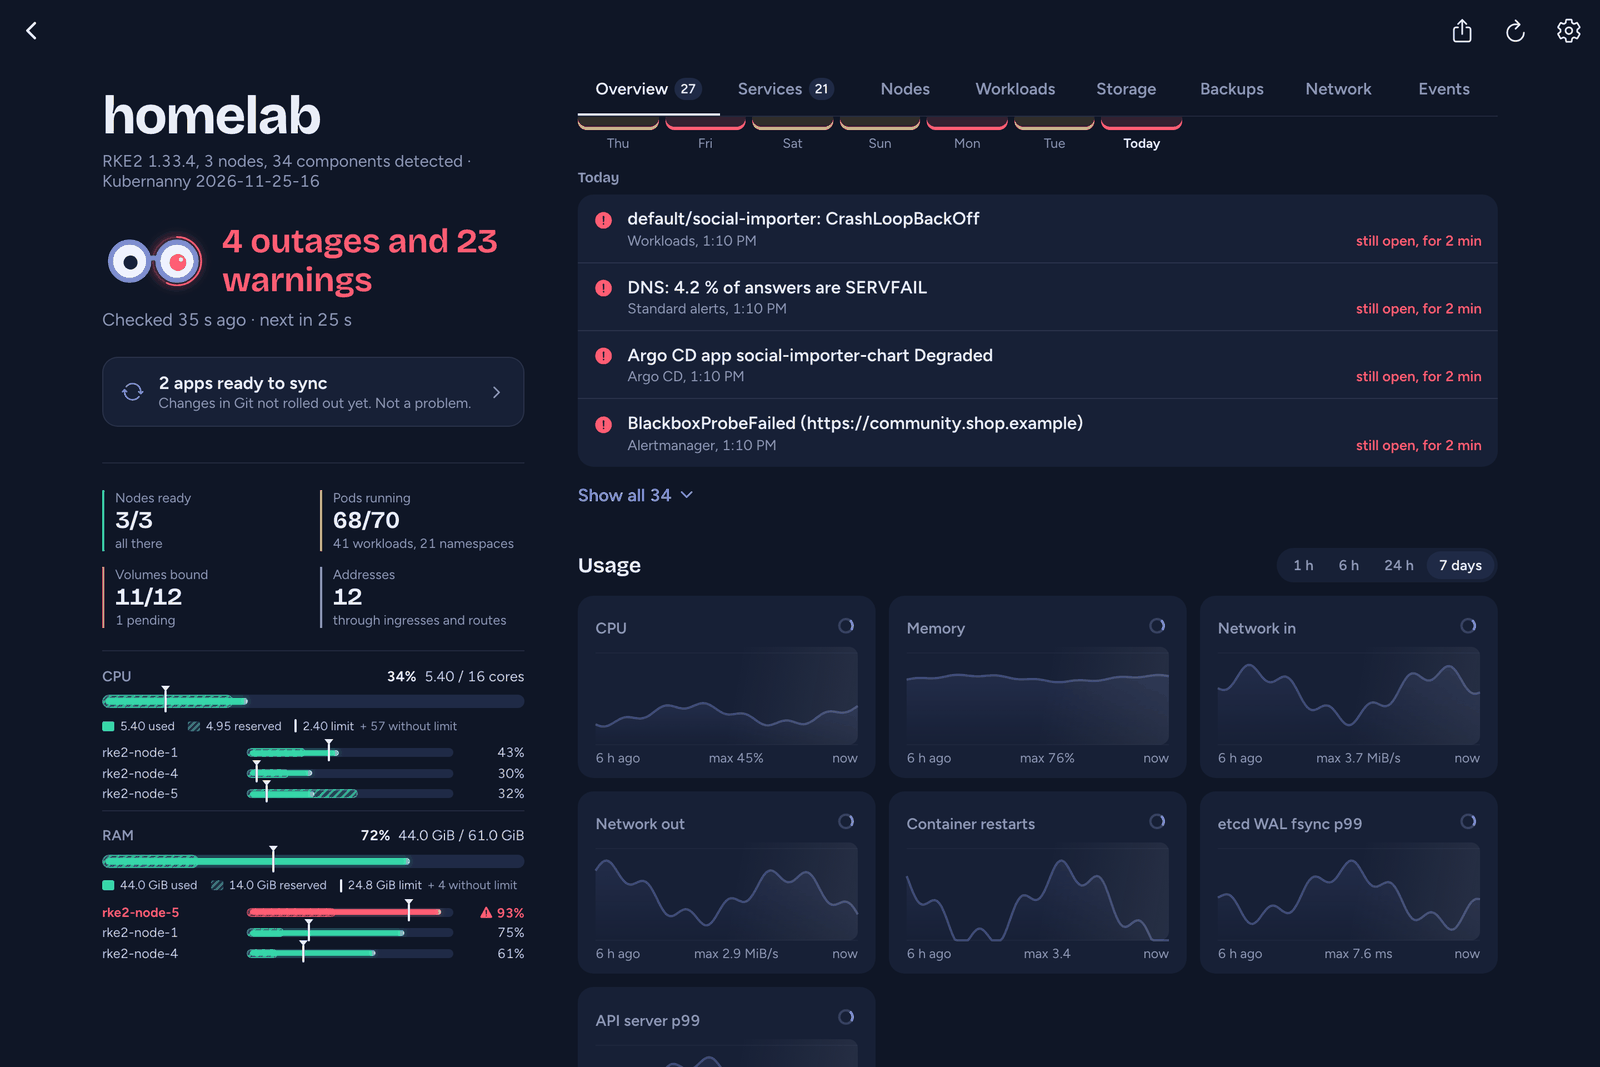 homelab
RKE2 1.33.4, 3 nodes, 34 components detected ·
Kubernanny 2026-11-25-16
4 outages and 23
warnings
Checked 35 s ago · next in 25 s
2 apps ready to sync
Changes in Git not rolled out yet. Not a problem.
Nodes ready
3/3
all there
Pods running
68/70
41 workloads, 21 namespaces
Volumes bound
11/12
1 pending
Addresses
12
through ingresses and routes
CPU 34% 5.40 / 16 cores
5.40 used 4.95 reserved 2.40 limit + 57 without limit
rke2-node-1 43%
rke2-node-4 30%
rke2-node-5 32%
RAM 72% 44.0 GiB / 61.0 GiB
44.0 GiB used 14.0 GiB reserved 24.8 GiB limit + 4 without limit
rke2-node-5 93%
rke2-node-1 75%
rke2-node-4 61%
Overview 27 Services 21 Nodes Workloads Storage Backups Network Events
Thu Fri Sat Sun Mon Tue Today
Today
default/social-importer: CrashLoopBackOff
Workloads, 1:10 PM still open, for 2 min
DNS: 4.2 % of answers are SERVFAIL
Standard alerts, 1:10 PM still open, for 2 min
Argo CD app social-importer-chart Degraded
Argo CD, 1:10 PM still open, for 2 min
BlackboxProbeFailed (https://community.shop.example)
Alertmanager, 1:10 PM still open, for 2 min
Show all 34
Usage 1 h 6 h 24 h 7 days
CPU
6 h ago max 45% now
Memory
6 h ago max 76% now
Network in
6 h ago max 3.7 MiB/s now
Network out
6 h ago max 2.9 MiB/s now
Container restarts
6 h ago max 3.4 now
etcd WAL fsync p99
6 h ago max 7.6 ms now
API server p99